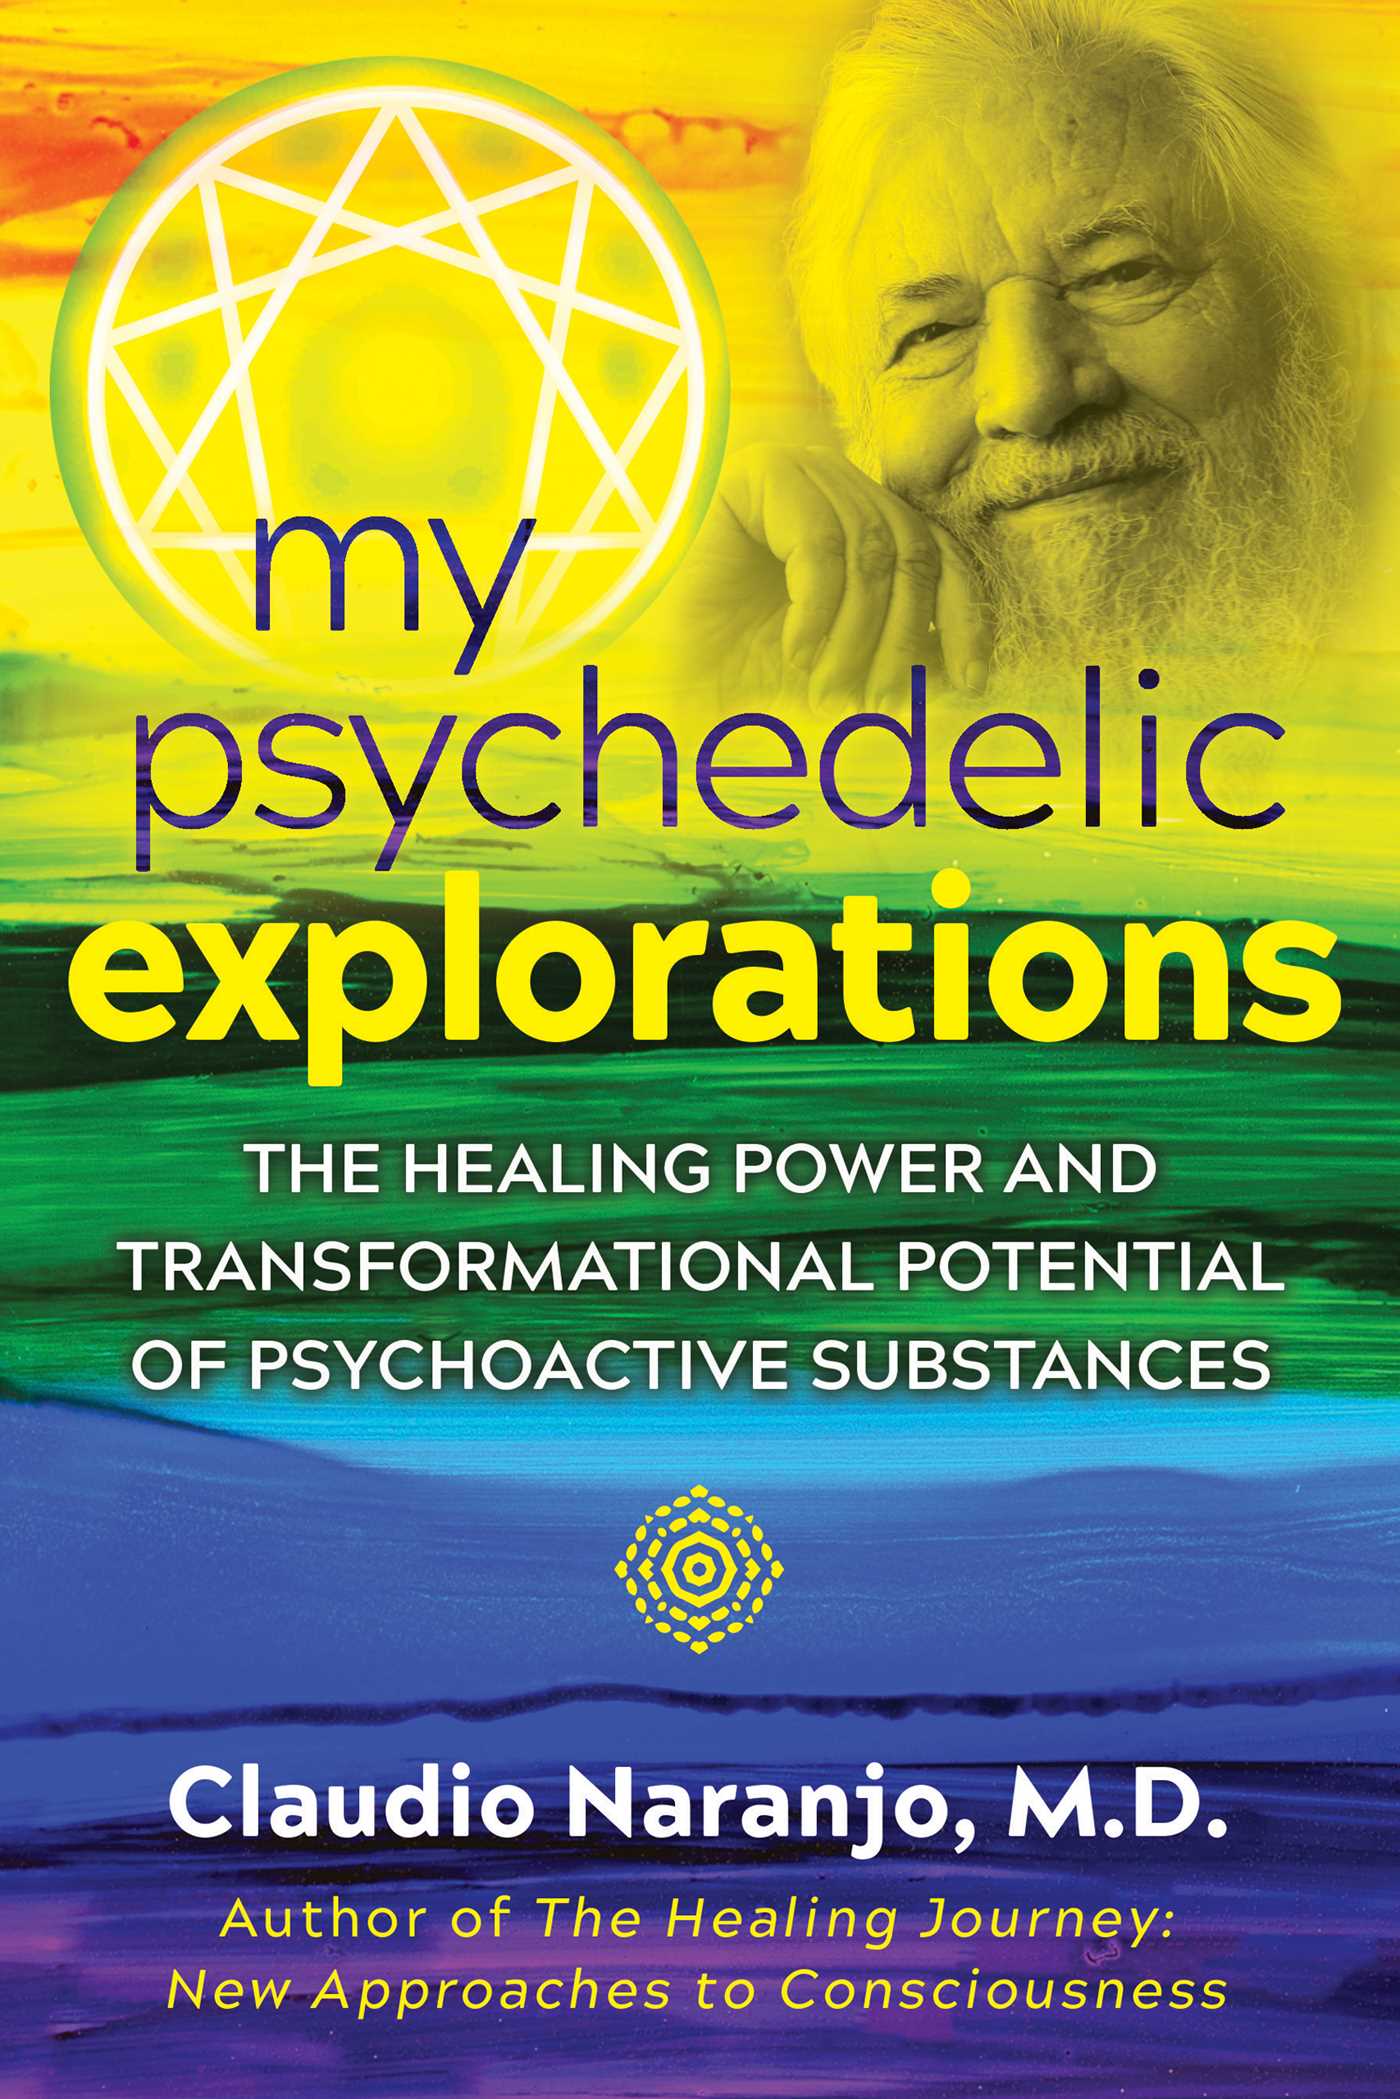 my
psychedelic
explorations
THE HEALING POWER AND
TRANSFORMATIONAL POTENTIAL
OF PSYCHOACTIVE SUBSTANCES
Claudio Naranjo, M.D.
Author of The Healing Journey:
New Approaches to Consciousness